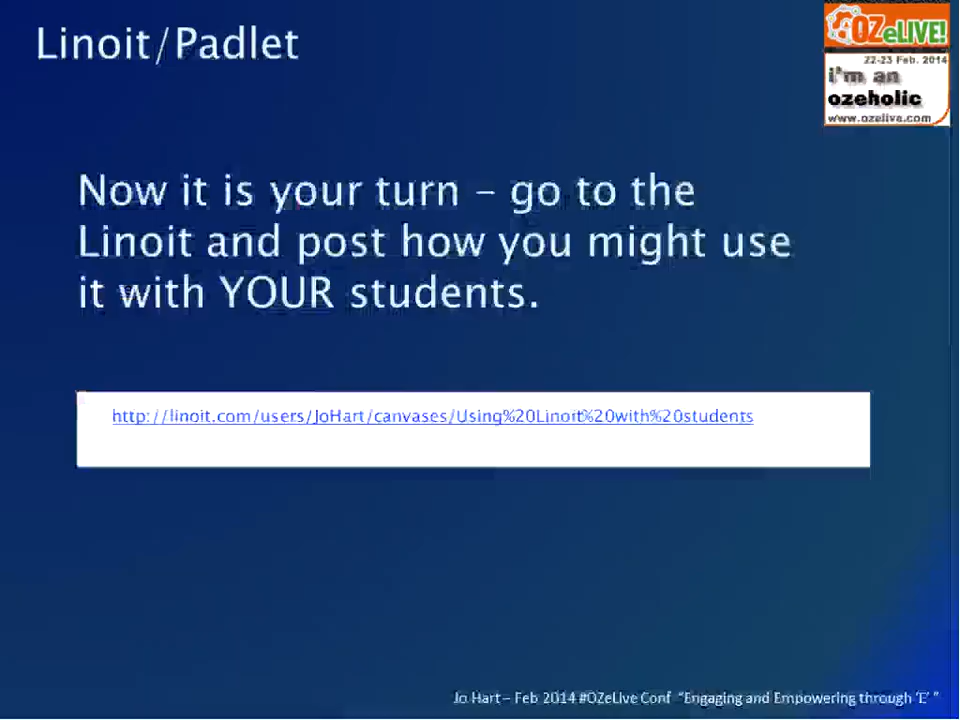 Linoit/Padlet
OZeLIVE!
22-23 Feb. 2014
i'm an
ozeholic
www.ozelive.com
Now it is your turn – go to the
Linoit and post how you might use
it with YOUR students.
http://linoit.com/users/JoHart/canvases/Using%20Linoit%20with%20students
Jo Hart – Feb 2014 #OZeLive Conf "Engaging and Empowering through 'E' "